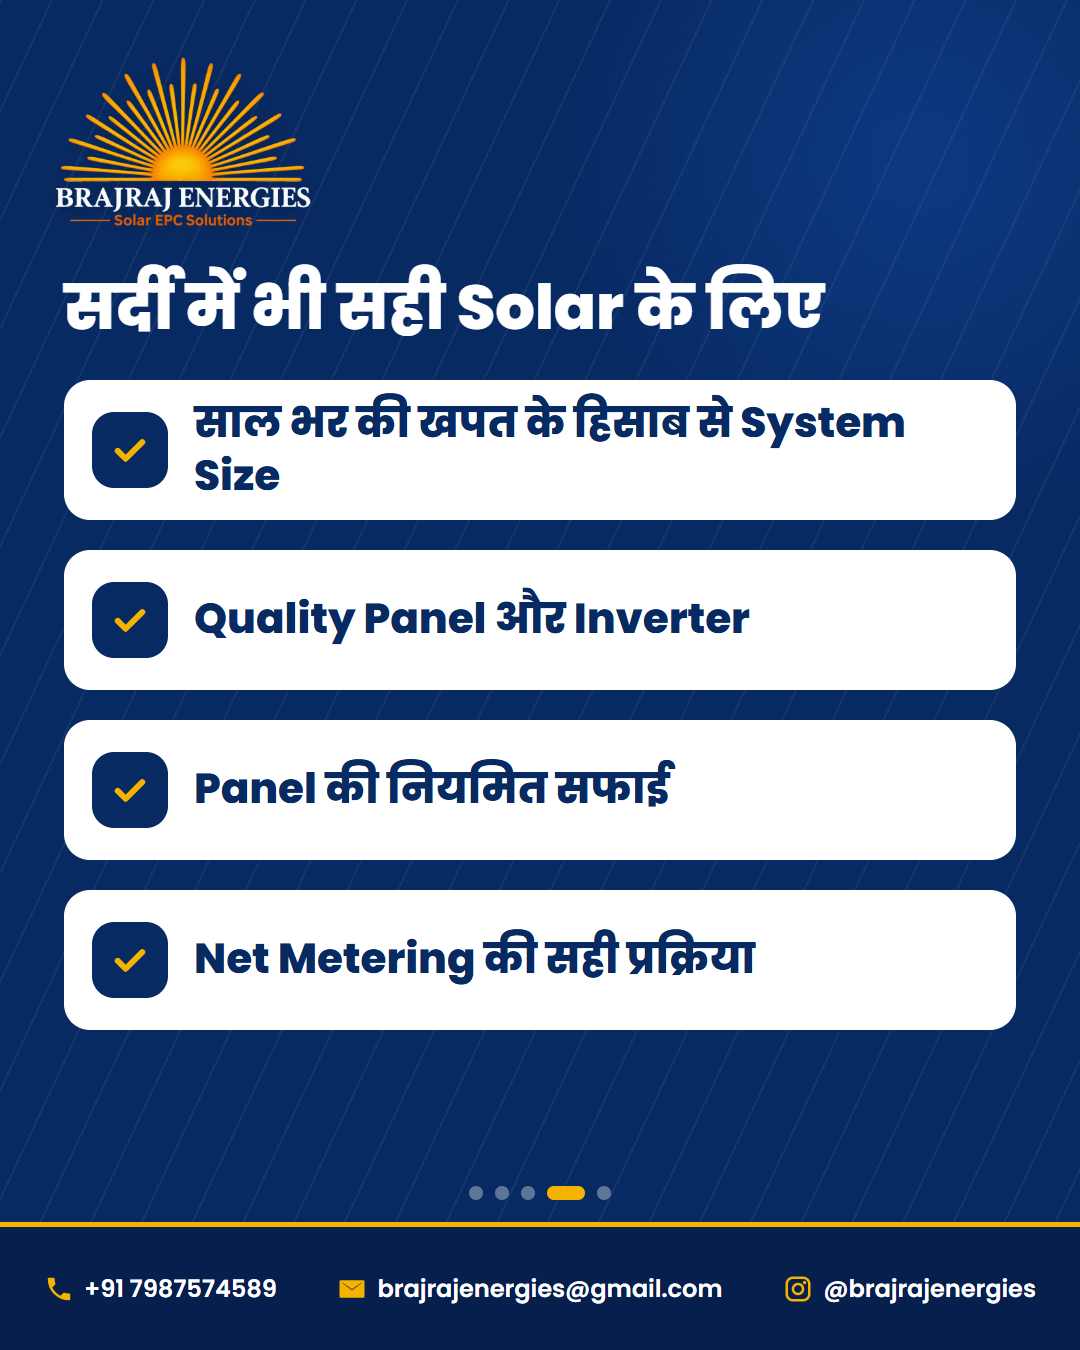 BRAJRAJ ENERGIES
Solar EPC Solutions
सर्दी में भी सही Solar के लिए
साल भर की खपत के हिसाब से System
Size
Quality Panel और Inverter
Panel की नियमित सफाई
Net Metering की सही प्रक्रिया
+91 7987574589 brajrajenergies@gmail.com @brajrajenergies